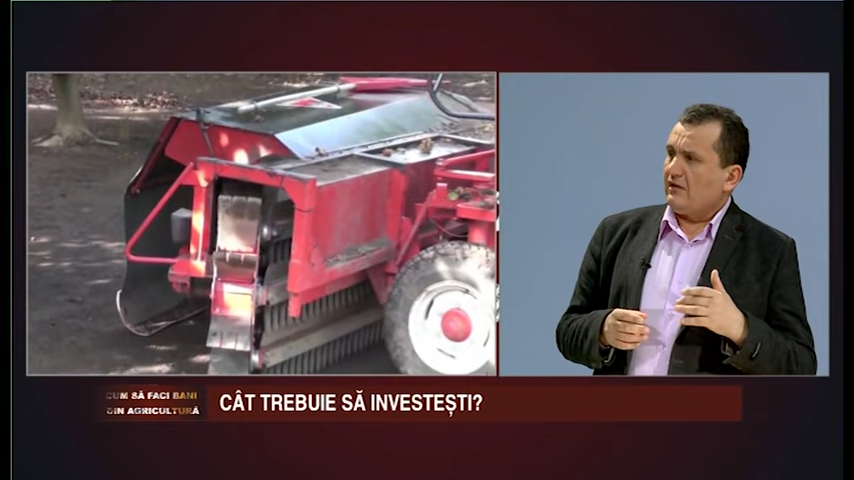 CUM SĂ FACI BANI
DIN AGRICULTURĂ
CÂT TREBUIE SĂ INVESTEȘTI?